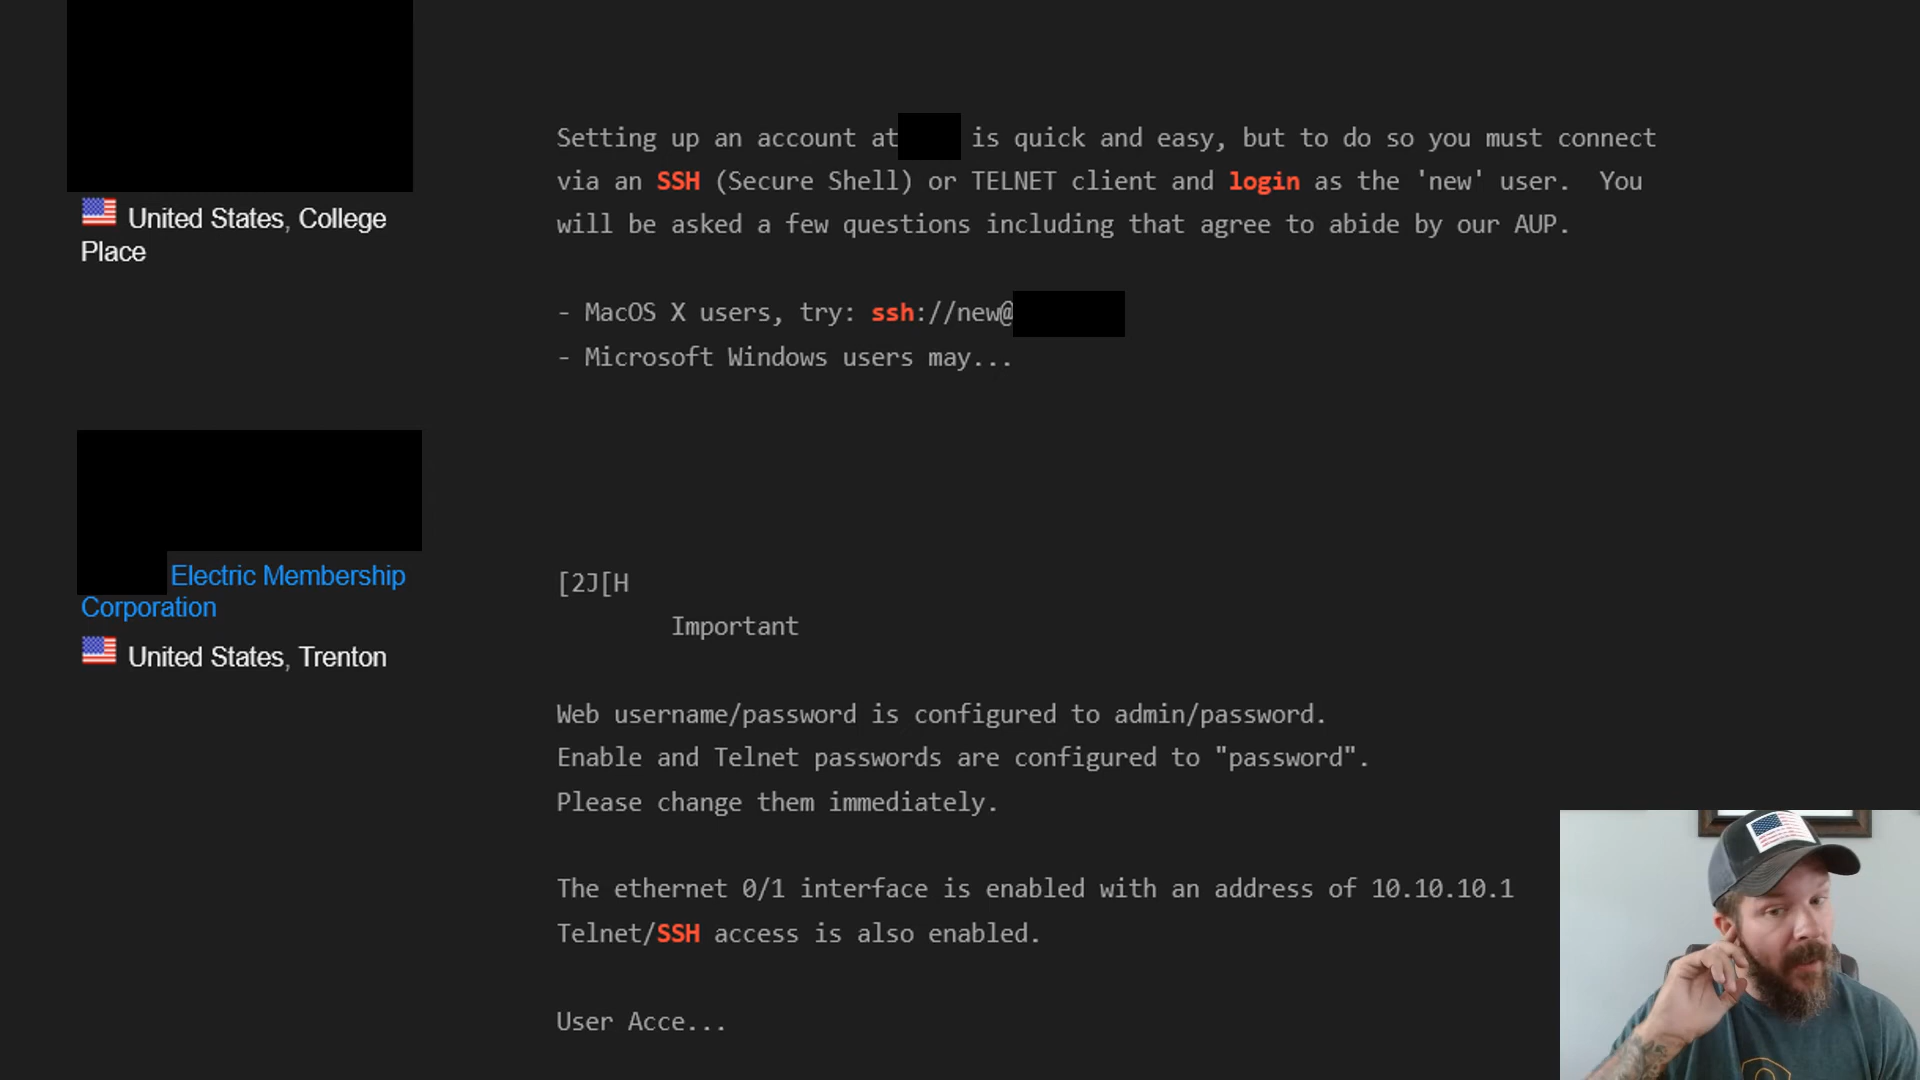 United States, College
Place
Setting up an account at is quick and easy, but to do so you must connect
via an SSH (Secure Shell) or TELNET client and login as the 'new' user. You
will be asked a few questions including that agree to abide by our AUP.
- MacOS X users, try: ssh://new@
- Microsoft Windows users may...
Electric Membership
Corporation
United States, Trenton
[2J[H
Important
Web username/password is configured to admin/password.
Enable and Telnet passwords are configured to "password".
Please change them immediately.
The ethernet 0/1 interface is enabled with an address of 10.10.10.1
Telnet/SSH access is also enabled.
User Acce...